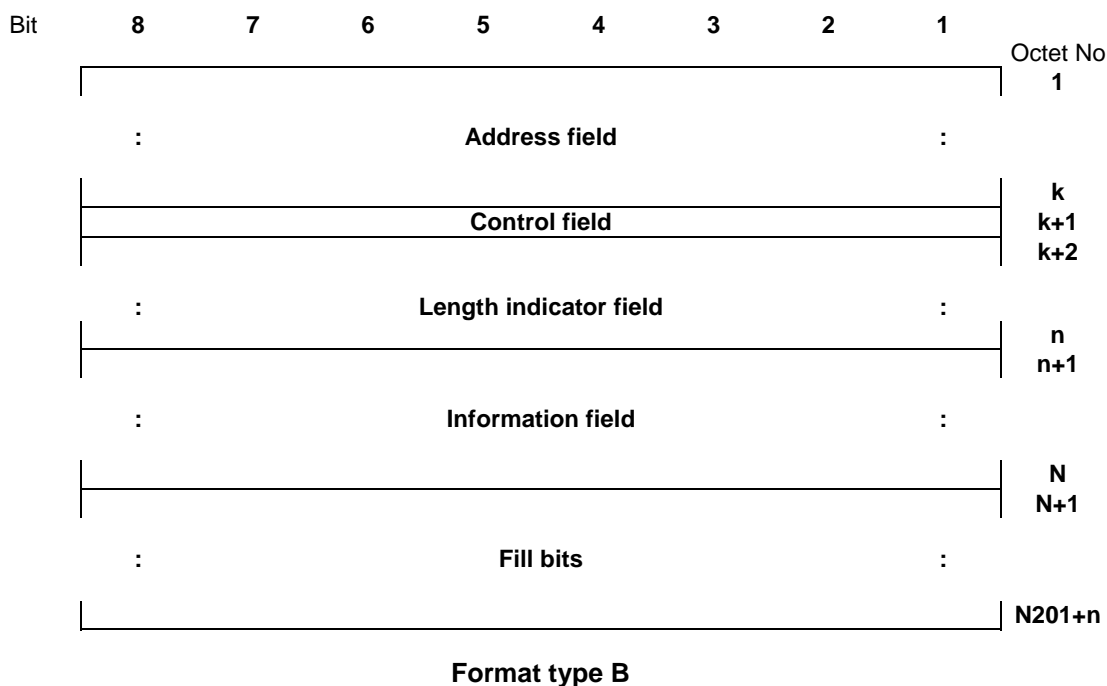 Bit 8 7 6 5 4 3 2 1
Octet No
1
: Address field :
k
Control field k+1
k+2
: Length indicator field :
n
n+1
: Information field :
N
N+1
: Fill bits :
N201+n
Format type B